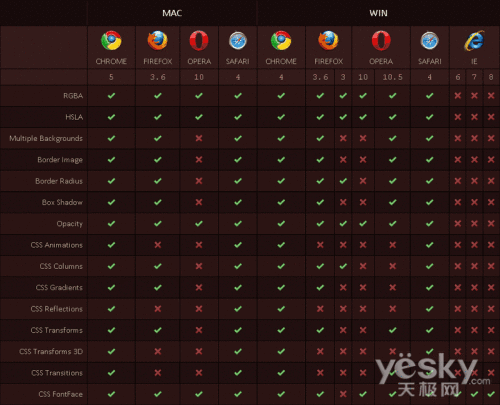 MAC WIN
CHROME FIREFOX OPERA SAFARI CHROME FIREFOX OPERA SAFARI IE
5 3.6 10 4 4 3.6 3 10 10.5 4 6 7 8
RGBA
HSLA
Multiple Backgrounds
Border Image
Border Radius
Box Shadow
Opacity
CSS Animations
CSS Columns
CSS Gradients
CSS Reflections
CSS Transforms
CSS Transforms 3D
CSS Transitions
CSS FontFace
yesky
天极网